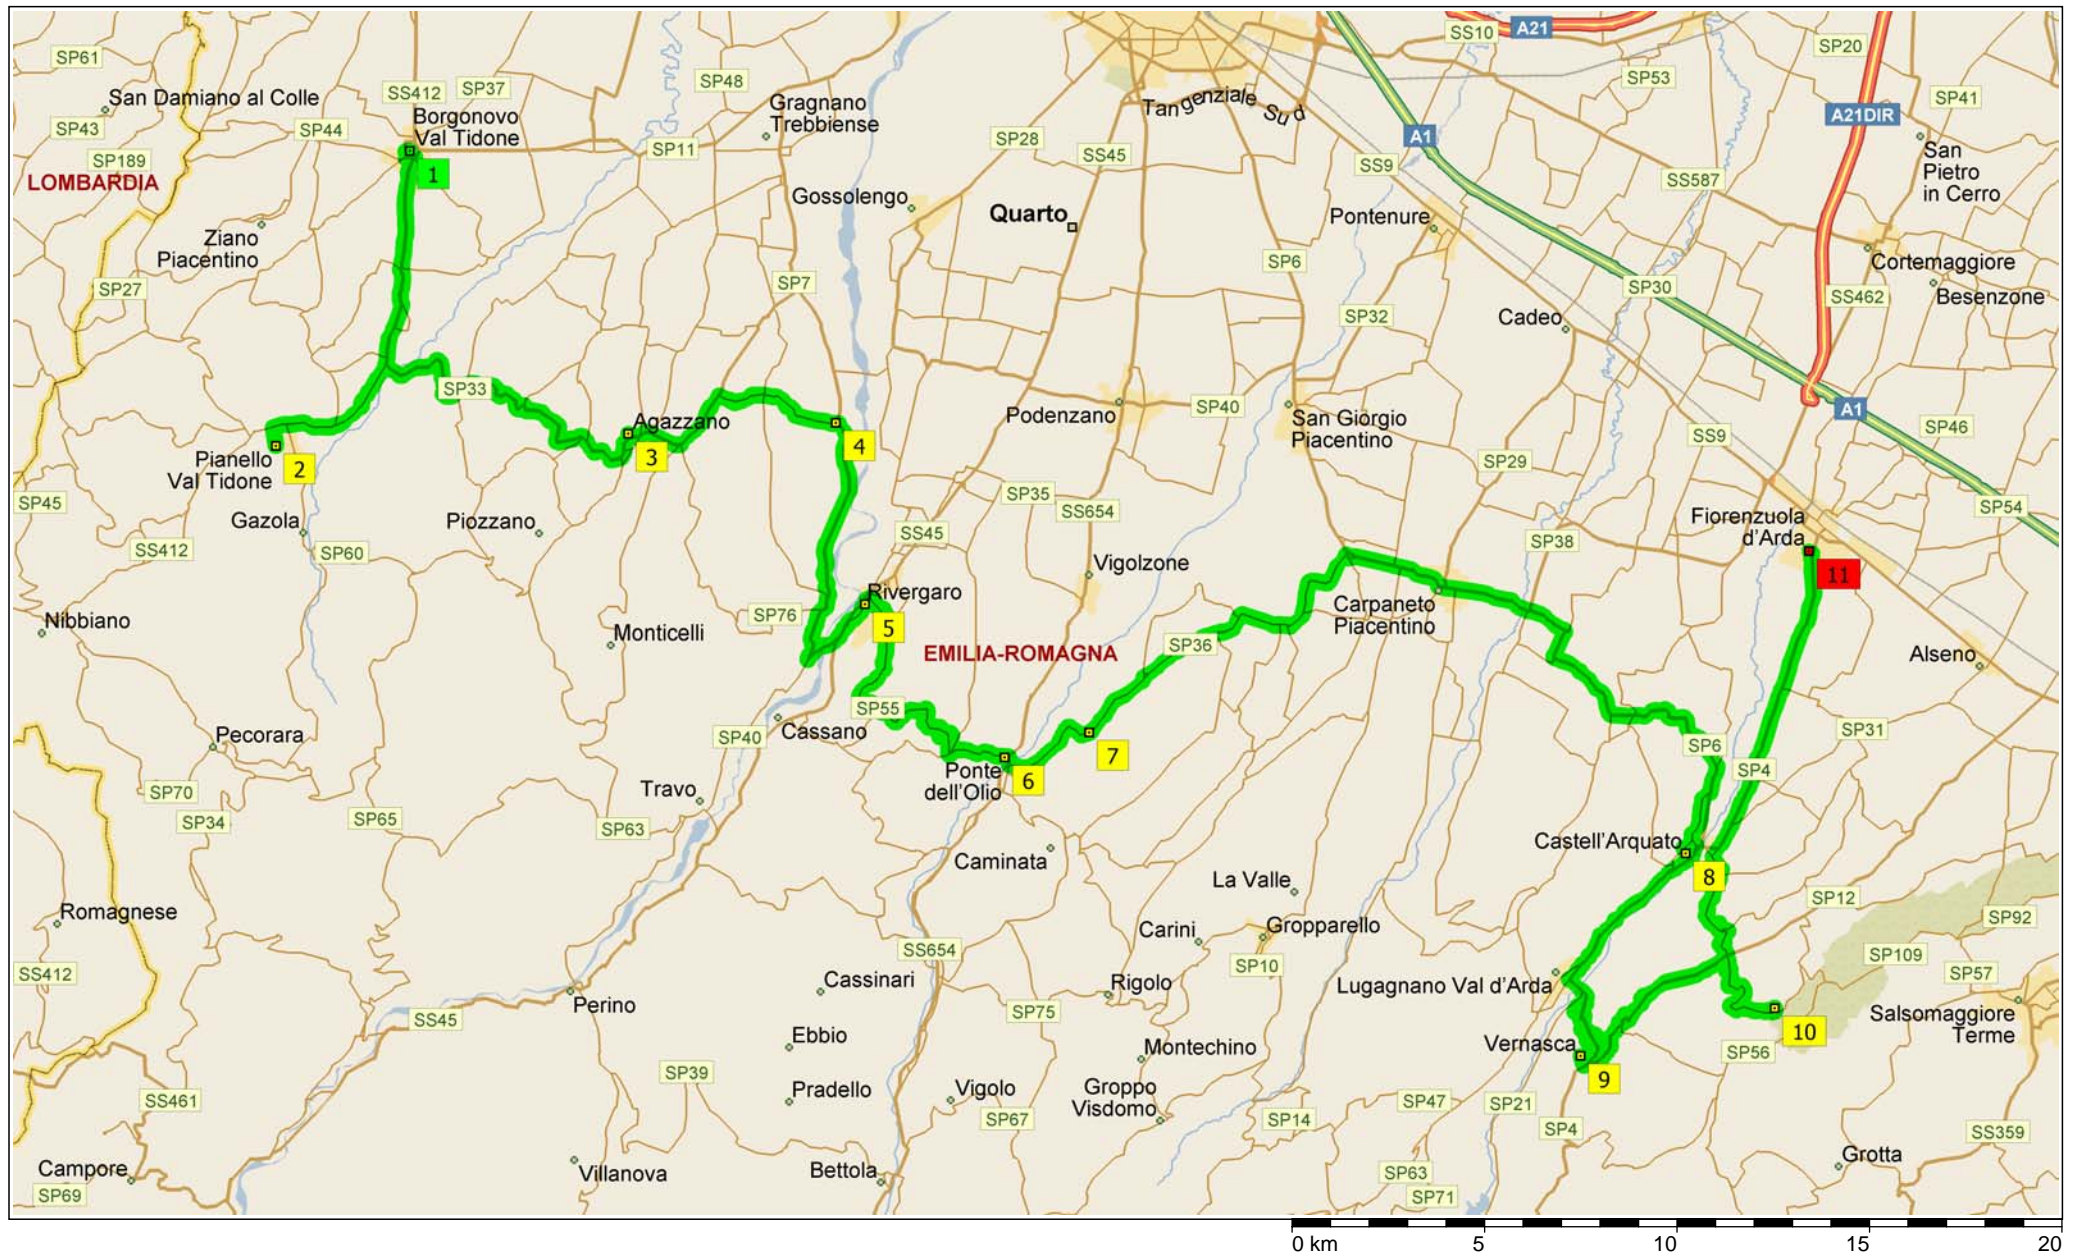 SP61
San Damiano al Colle
SP43
SP189
LOMBARDIA
SP44
SS412
SP37
Borgonovo
Val Tidone
1
SP48
Gragnano
Trebbiense
SP11
SP28
SS45
Tangenziale Sud
SS10
A21
SP53
SP20
A21DIR
SP41
San
Pietro
in Cerro
A1
SS9
SS587
Ziano
Piacentino
SP27
Gossolengo
Quarto
Pontenure
SP6
SP7
SP30
Cortemaggiore
SS462
Besenzone
SP32
Cadeo
SP33
Agazzano
3
4
Pianello
Val Tidone
2
Podenzano
SP40
San Giorgio
Piacentino
A1
SP46
SS9
SP29
SP45
Gazola
Piozzano
SS412
SP60
SP35
SS654
SS45
SP54
Fiorenzuola
d'Arda
11
SP38
Vigolzone
Rivergaro
5
SP76
Nibbiano
Monticelli
EMILIA-ROMAGNA
SP36
Carpaneto
Piacentino
Alseno
SP55
Cassano
SP40
Pecorara
SP70
SP34
SP65
Travo
SP63
Ponte
dell'Olio
6
7
SP6
SP4
SP31
Castell'Arquato
8
Caminata
La Valle
SP12
SP92
Romagnese
Gropparello
Carini
SP10
SS654
SP109
SP57
SS412
Cassinari
Rigolo
Lugagnano Val d'Arda
Salsomaggiore
Terme
Perino
SS45
SP75
10
Ebbio
Montechino
Vernasca
9
SP56
SP39
Pradello
Vigolo
Groppo
Visdomo
SP67
SP14
SP47
SP21
SP4
SS461
SS359
Campore
SP69
Villanova
Bettola
SP63
SP71
Grotta
0 km 5 10 15 20